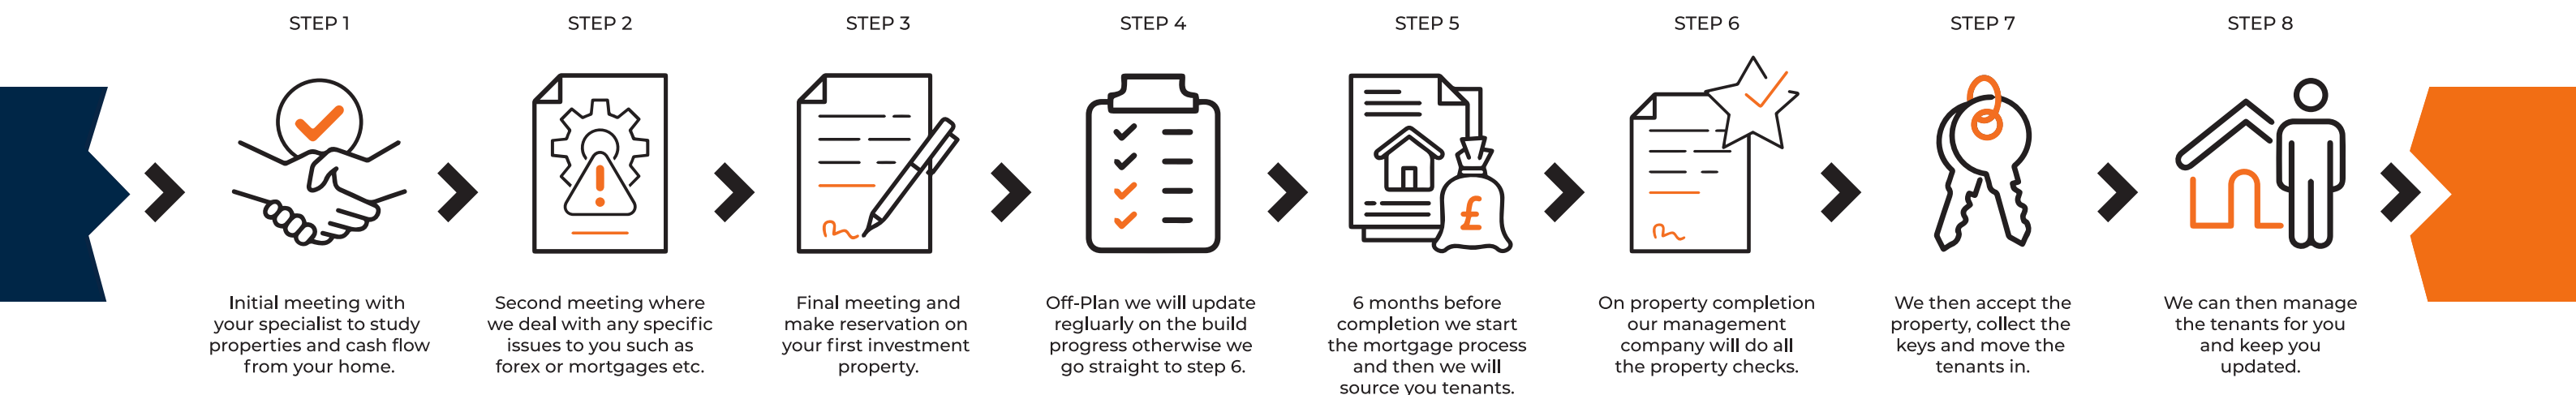 STEP 1
Initial meeting with
your specialist to study
properties and cash flow
from your home.
STEP 2
Second meeting where
we deal with any specific
issues to you such as
forex or mortgages etc.
STEP 3
Final meeting and
make reservation on
your first investment
property.
STEP 4
Off-Plan we will update
regluarly on the build
progress otherwise we
go straight to step 6.
STEP 5
£
6 months before
completion we start
the mortgage process
and then we will
source you tenants.
STEP 6
On property completion
our management
company will do all
the property checks.
STEP 7
We then accept the
property, collect the
keys and move the
tenants in.
STEP 8
We can then manage
the tenants for you
and keep you
updated.